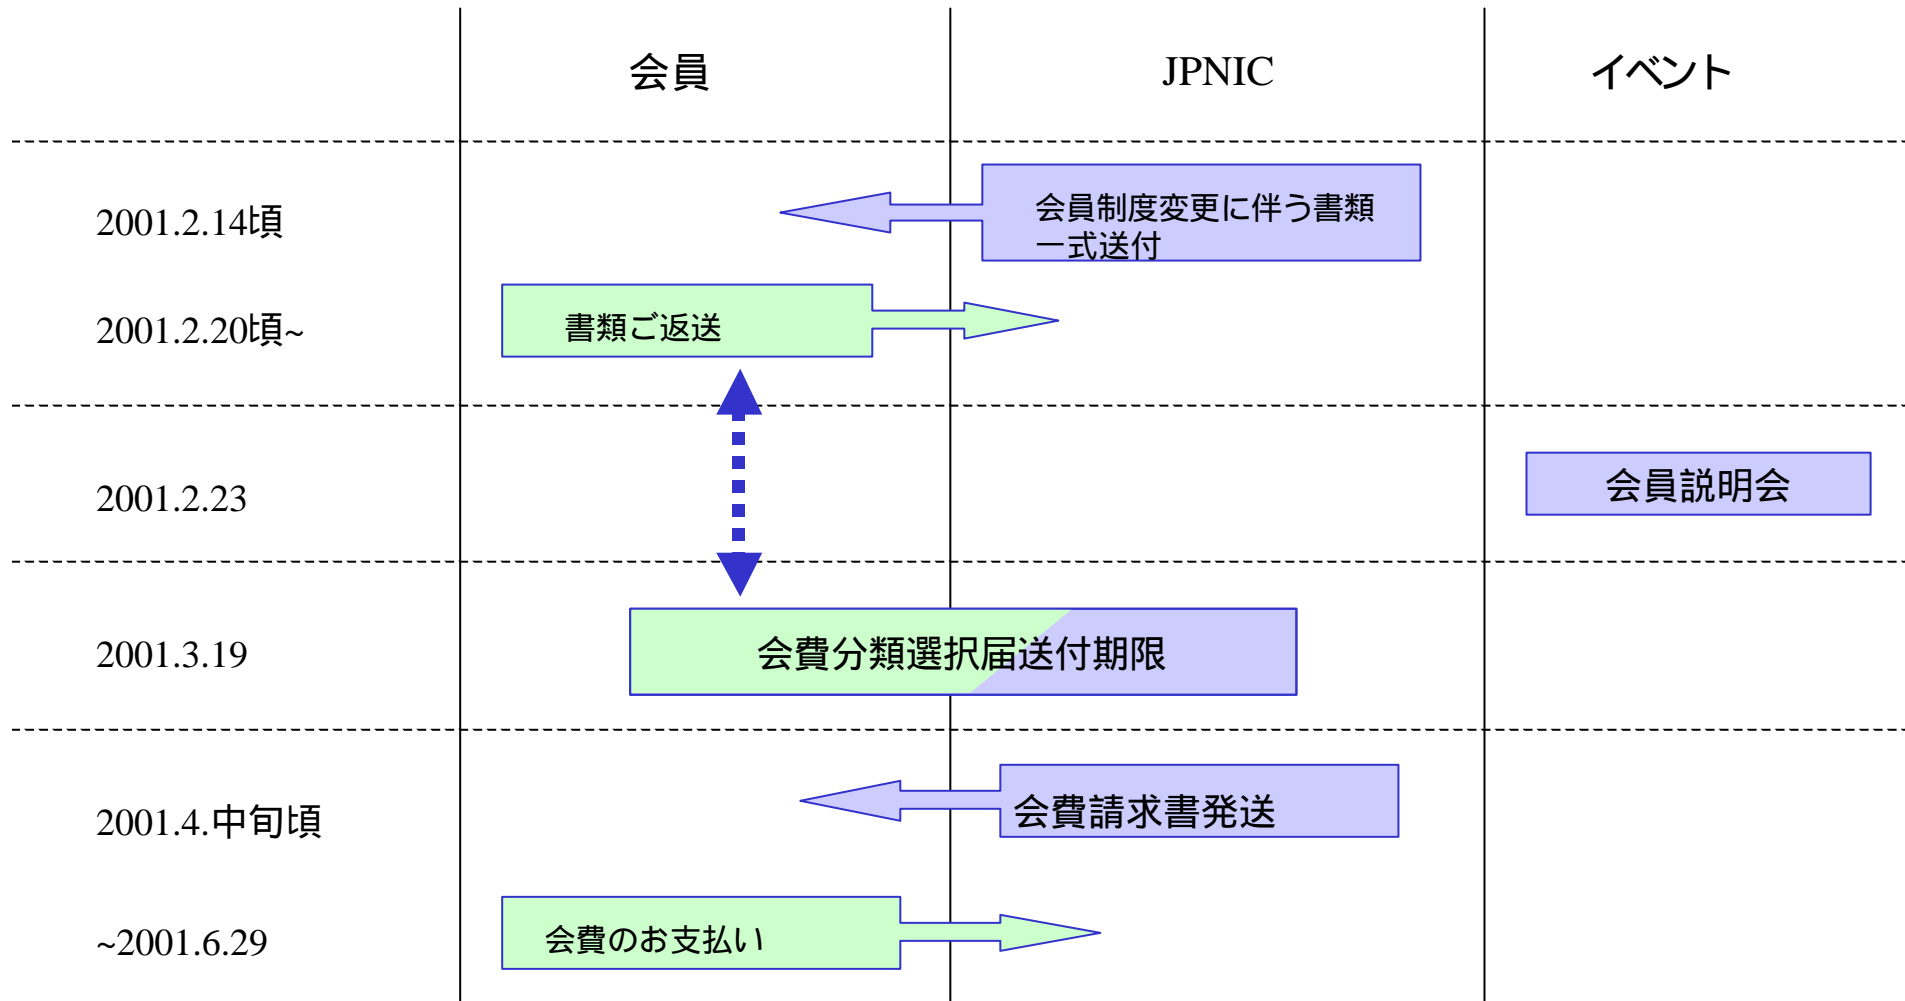 会員
JPNIC
イベント
2001.2.14頃
会員制度変更に伴う書類
一式送付
2001.2.20頃~
書類ご返送
2001.2.23
会員説明会
2001.3.19
会費分類選択届送付期限
2001.4.中旬頃
会費請求書発送
~2001.6.29
会費のお支払い